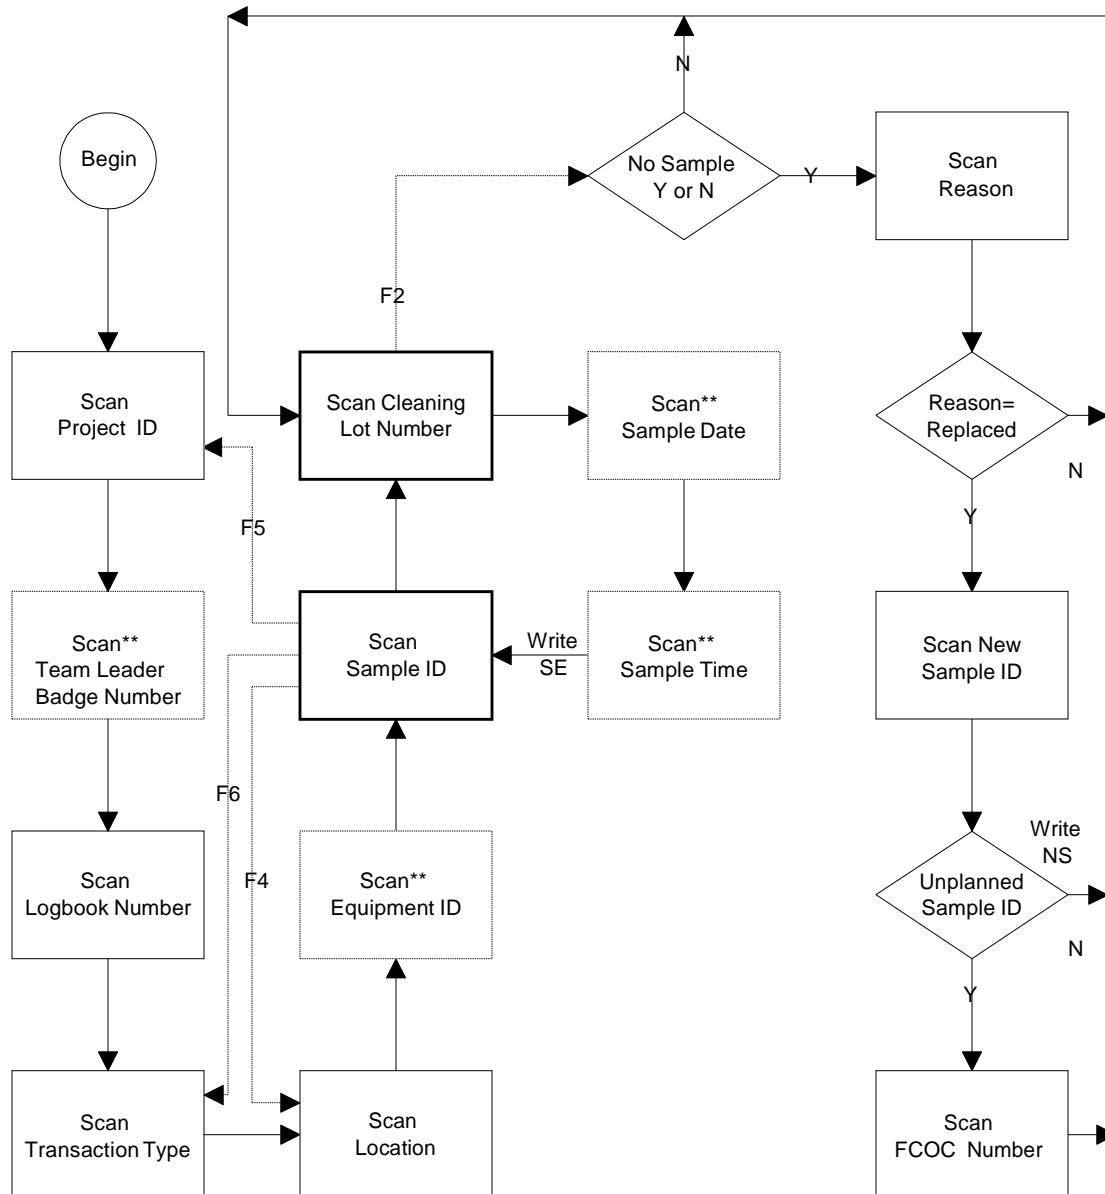 N
Begin
No Sample
Y or N
Y
Scan
Reason
F2
Scan
Project ID
Scan Cleaning
Lot Number
Scan**
Sample Date
Reason=
Replaced
N
F5
Y
Scan**
Team Leader
Badge Number
Scan
Sample ID
Write
SE
Scan**
Sample Time
Scan New
Sample ID
F6
F4
Scan
Logbook Number
Scan**
Equipment ID
Unplanned
Sample ID
Write
NS
N
Y
Scan
Transaction Type
Scan
Location
Scan
FCOC Number